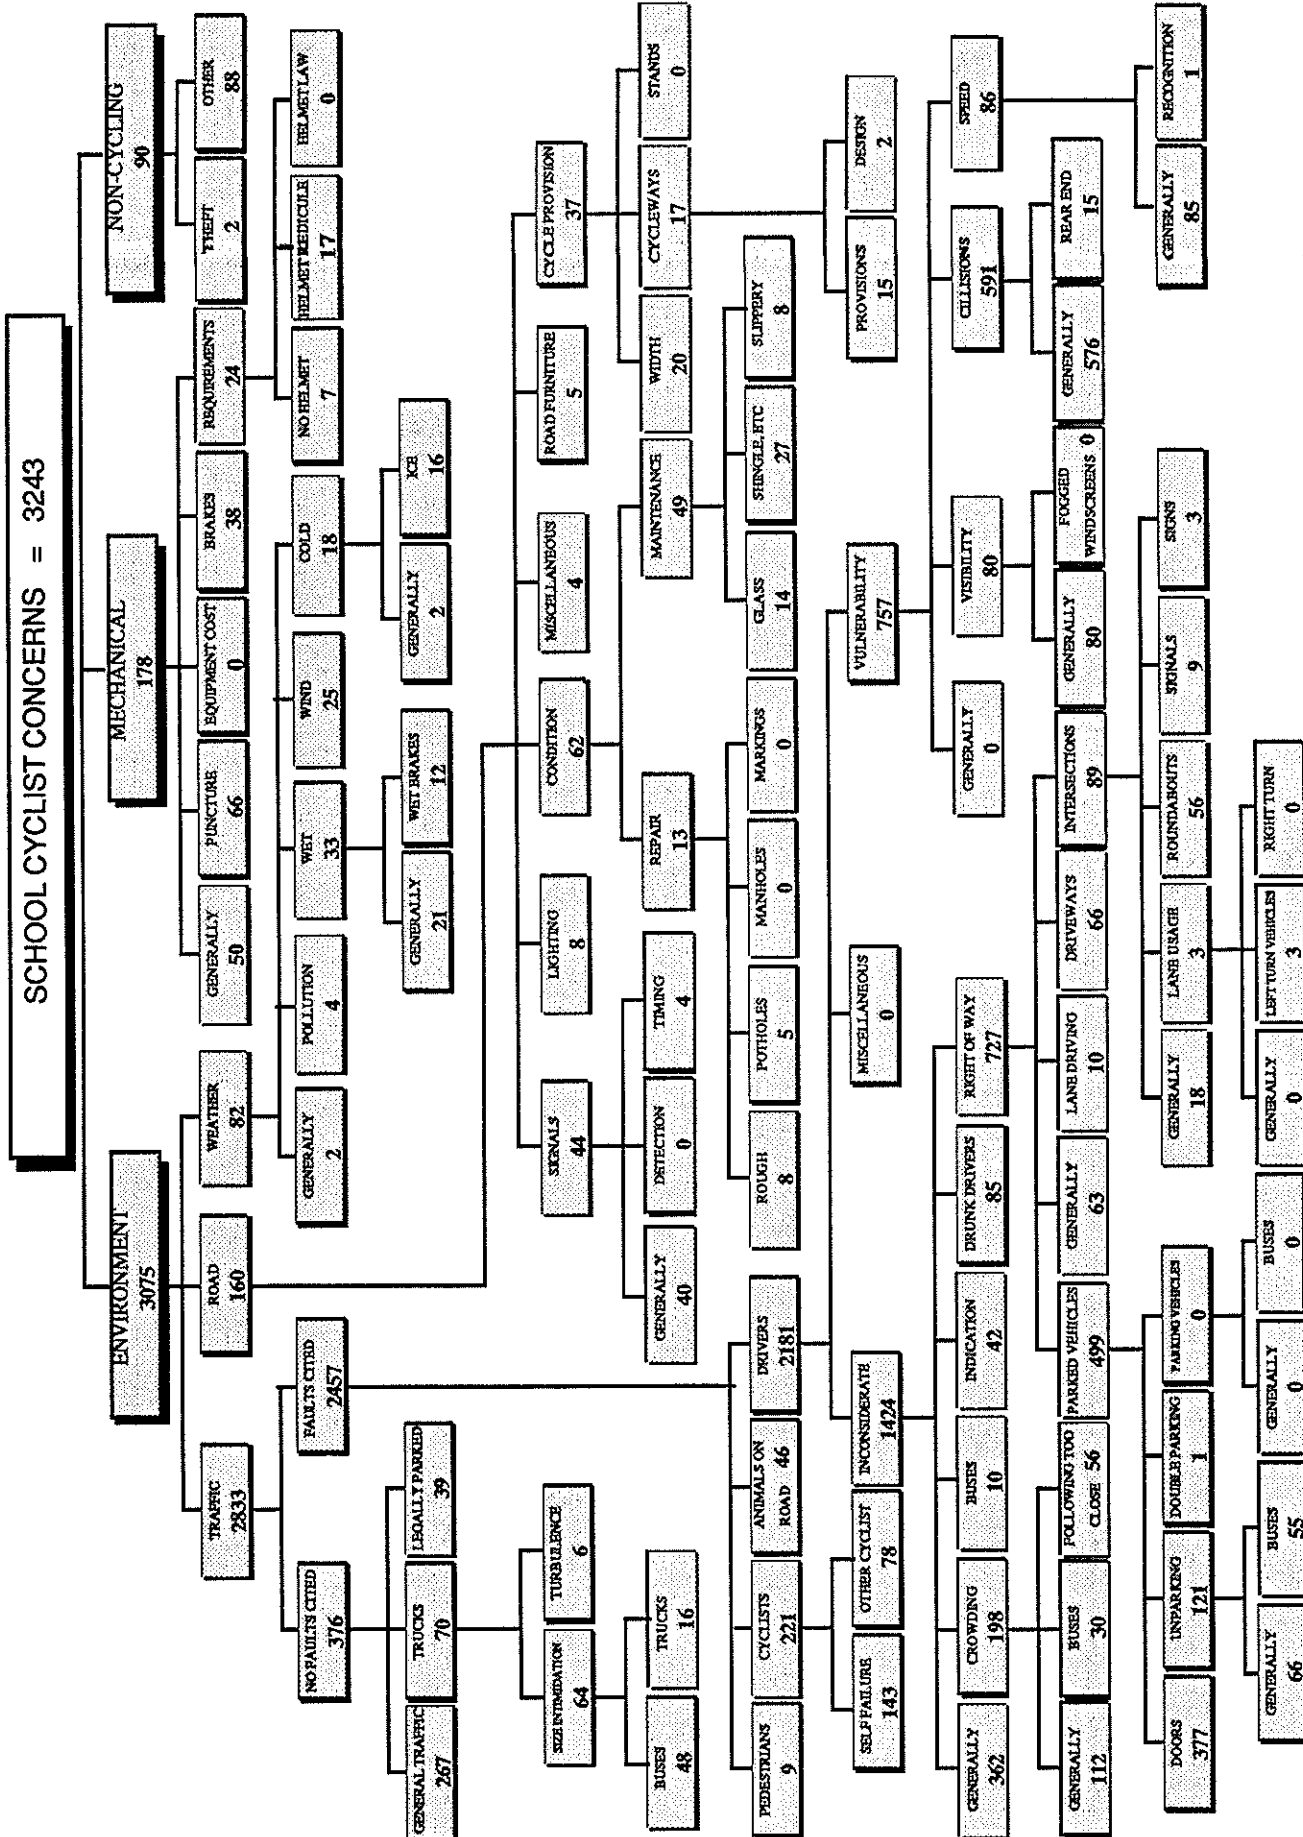 SCHOOL CYCLIST CONCERNS = 3243
ENVIRONMENT
3075
MECHANICAL
178
NON-CYCLING
90
TRAFFIC
2833
ROAD
160
WEATHER
82
GENERALLY
50
PUNCTURE
66
EQUIPMENT COST
0
BRAKES
38
REQUIREMENTS
24
THEFT
2
OTHER
88
NO FAULTS CITED
376
FAULTS CITED
2457
GENERALLY
2
POLLUTION
4
WET
33
WIND
25
COLD
18
NO HELMET
7
HELMET REDICULE
17
HELMET LAW
0
GENERAL TRAFFIC
267
TRUCKS
70
LEGALLY PARKED
39
GENERALLY
21
WET BRAKES
12
GENERALLY
2
ICE
16
SIZE INTIMIDATION
64
TURBULENCE
6
SIGNALS
44
LIGHTING
8
CONDITION
62
MISCELLANEOUS
4
ROAD FURNITURE
5
CYCLE PROVISION
37
BUSES
48
TRUCKS
16
GENERALLY
40
DETECTION
0
TIMING
4
REPAIR
13
MAINTENANCE
49
WIDTH
20
CYCLEWAYS
17
STANDS
0
PEDESTRIANS
9
CYCLISTS
221
ANIMALS ON
ROAD 46
DRIVERS
2181
ROUGH
8
POTHOLES
5
MANHOLES
0
MARKINGS
0
GLASS
14
SHINGLE, ETC
27
SLIPPERY
8
SELF FAILURE
143
OTHER CYCLIST
78
INCONSIDERATE
1424
MISCELLANEOUS
0
VULNERABILITY
757
PROVISIONS
15
DESIGN
2
GENERALLY
362
CROWDING
198
BUSES
10
INDICATION
42
DRUNK DRIVERS
85
RIGHT OF WAY
727
GENERALLY
0
VISIBILITY
80
CILLISIONS
591
SPEED
86
GENERALLY
112
BUSES
30
FOLLOWING TOO
CLOSE 56
PARKED VEHICLES
499
GENERALLY
63
LANE DRIVING
10
DRIVEWAYS
66
INTERSECTIONS
89
GENERALLY
80
FOGGED
WINDSCREENS 0
GENERALLY
576
REAR END
15
DOORS
377
UNPARKING
121
DOUBLE PARKING
1
PARKING VEHICLES
0
GENERALLY
18
LANE USAGE
3
ROUNDABOUTS
56
SIGNALS
9
SIGNS
3
GENERALLY
85
RECOGNITION
1
GENERALLY
66
BUSES
55
GENERALLY
0
BUSES
0
GENERALLY
0
LEFT TURN VEHICLES
3
RIGHT TURN
0